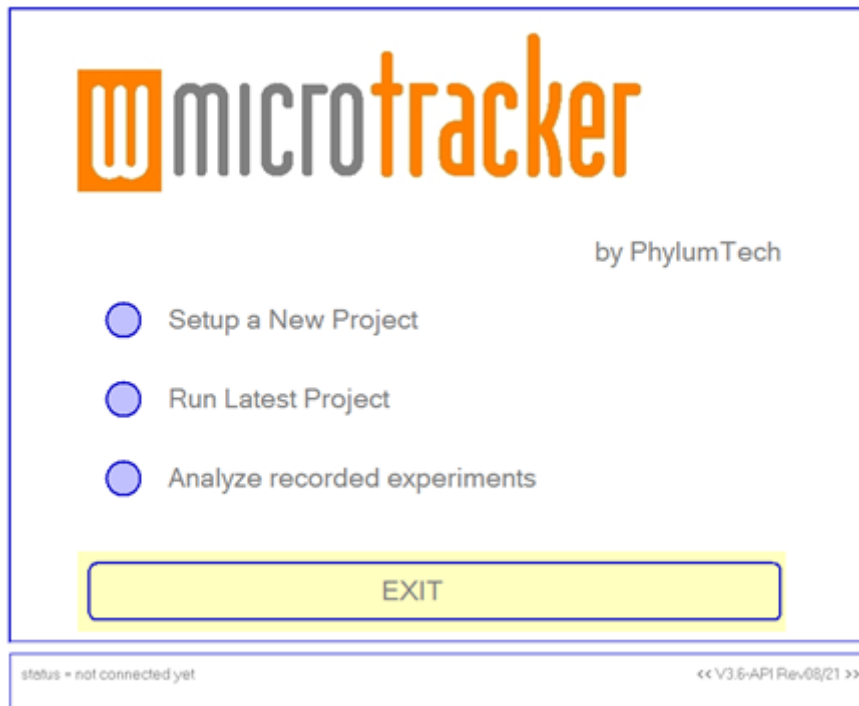 wmicrotracker
by PhylumTech
Setup a New Project
Run Latest Project
Analyze recorded experiments
EXIT
status = not connected yet
<< V3.6-API Rev08/21 >>